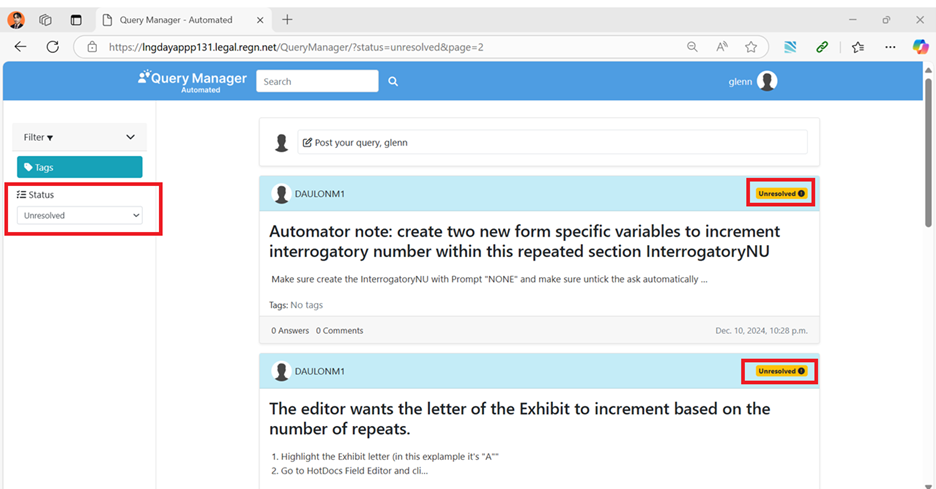 Query Manager - Automated
https://lngdayappp131.legal.regn.net/QueryManager/?status=unresolved&page=2
Query Manager
Automated
Search
glenn
Filter
Tags
Status
Unresolved
Post your query, glenn
DAULONM1
Unresolved
Automator note: create two new form specific variables to increment
interrogatory number within this repeated section InterrogatoryNU
Make sure create the InterrogatoryNU with Prompt "NONE" and make sure untick the ask automatically ...
Tags: No tags
0 Answers 0 Comments
Dec. 10, 2024, 10:28 p.m.
DAULONM1
Unresolved
The editor wants the letter of the Exhibit to increment based on the
number of repeats.
1. Highlight the Exhibit letter (in this explample it's "A""
2. Go to HotDocs Field Editor and cli...